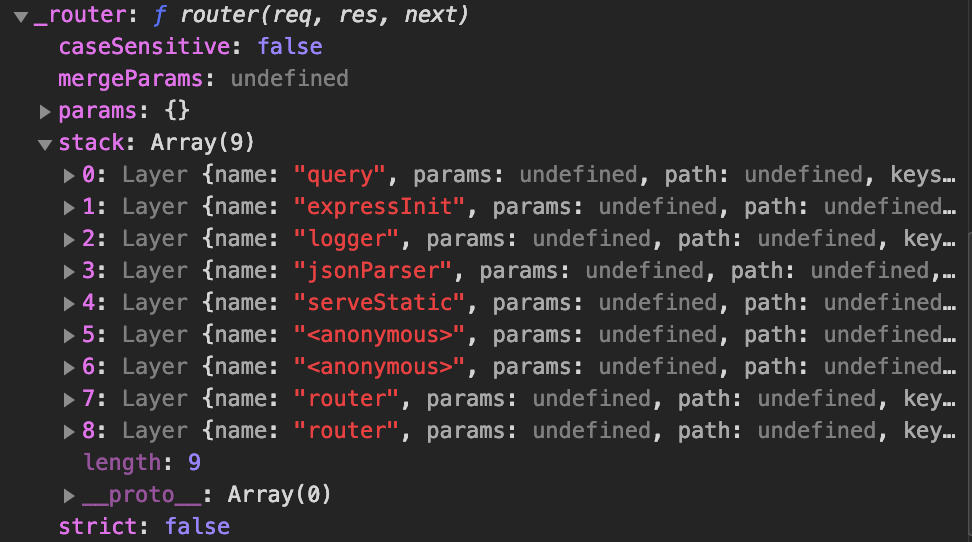 _router: ƒ router(req, res, next)
caseSensitive: false
mergeParams: undefined
params: {}
stack: Array(9)
0: Layer {name: "query", params: undefined, path: undefined, keys…
1: Layer {name: "expressInit", params: undefined, path: undefined…
2: Layer {name: "logger", params: undefined, path: undefined, key…
3: Layer {name: "jsonParser", params: undefined, path: undefined,…
4: Layer {name: "serveStatic", params: undefined, path: undefined…
5: Layer {name: "<anonymous>", params: undefined, path: undefined…
6: Layer {name: "<anonymous>", params: undefined, path: undefined…
7: Layer {name: "router", params: undefined, path: undefined, key…
8: Layer {name: "router", params: undefined, path: undefined, key…
length: 9
__proto__: Array(0)
strict: false